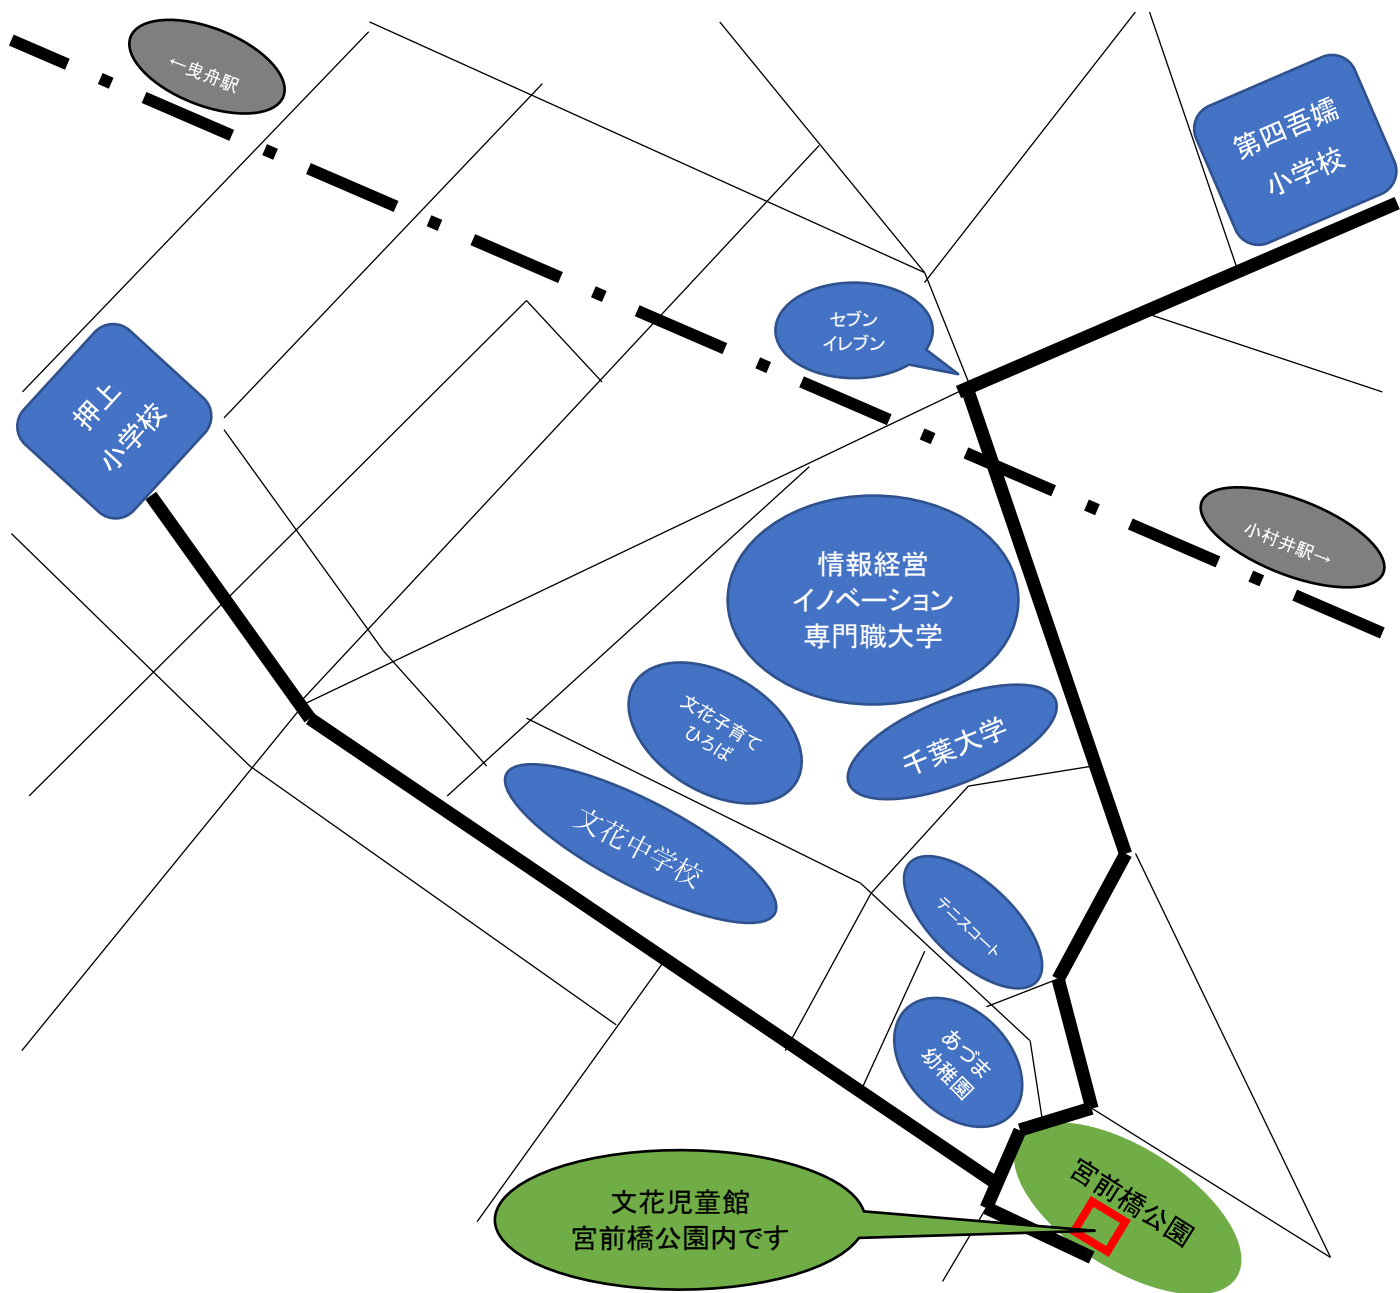 ←曳舟駅
第四吾嬬
小学校
セブン
イレブン
押上
小学校
小村井駅→
情報経営
イノベーション
専門職大学
文花子育て
ひろば
千葉大学
文花中学校
テニスコート
あづま
幼稚園
宮前橋公園
文花児童館
宮前橋公園内です